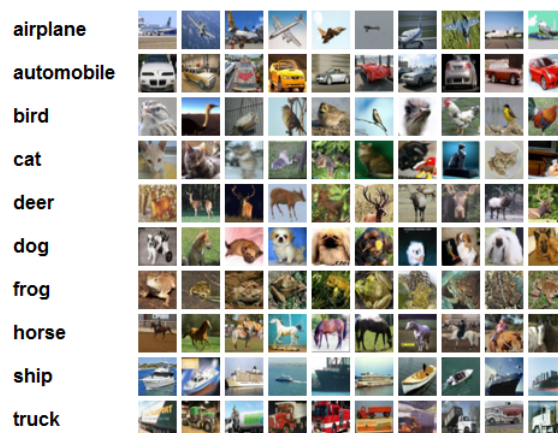 airplane
automobile
bird
cat
deer
dog
frog
horse
ship
truck